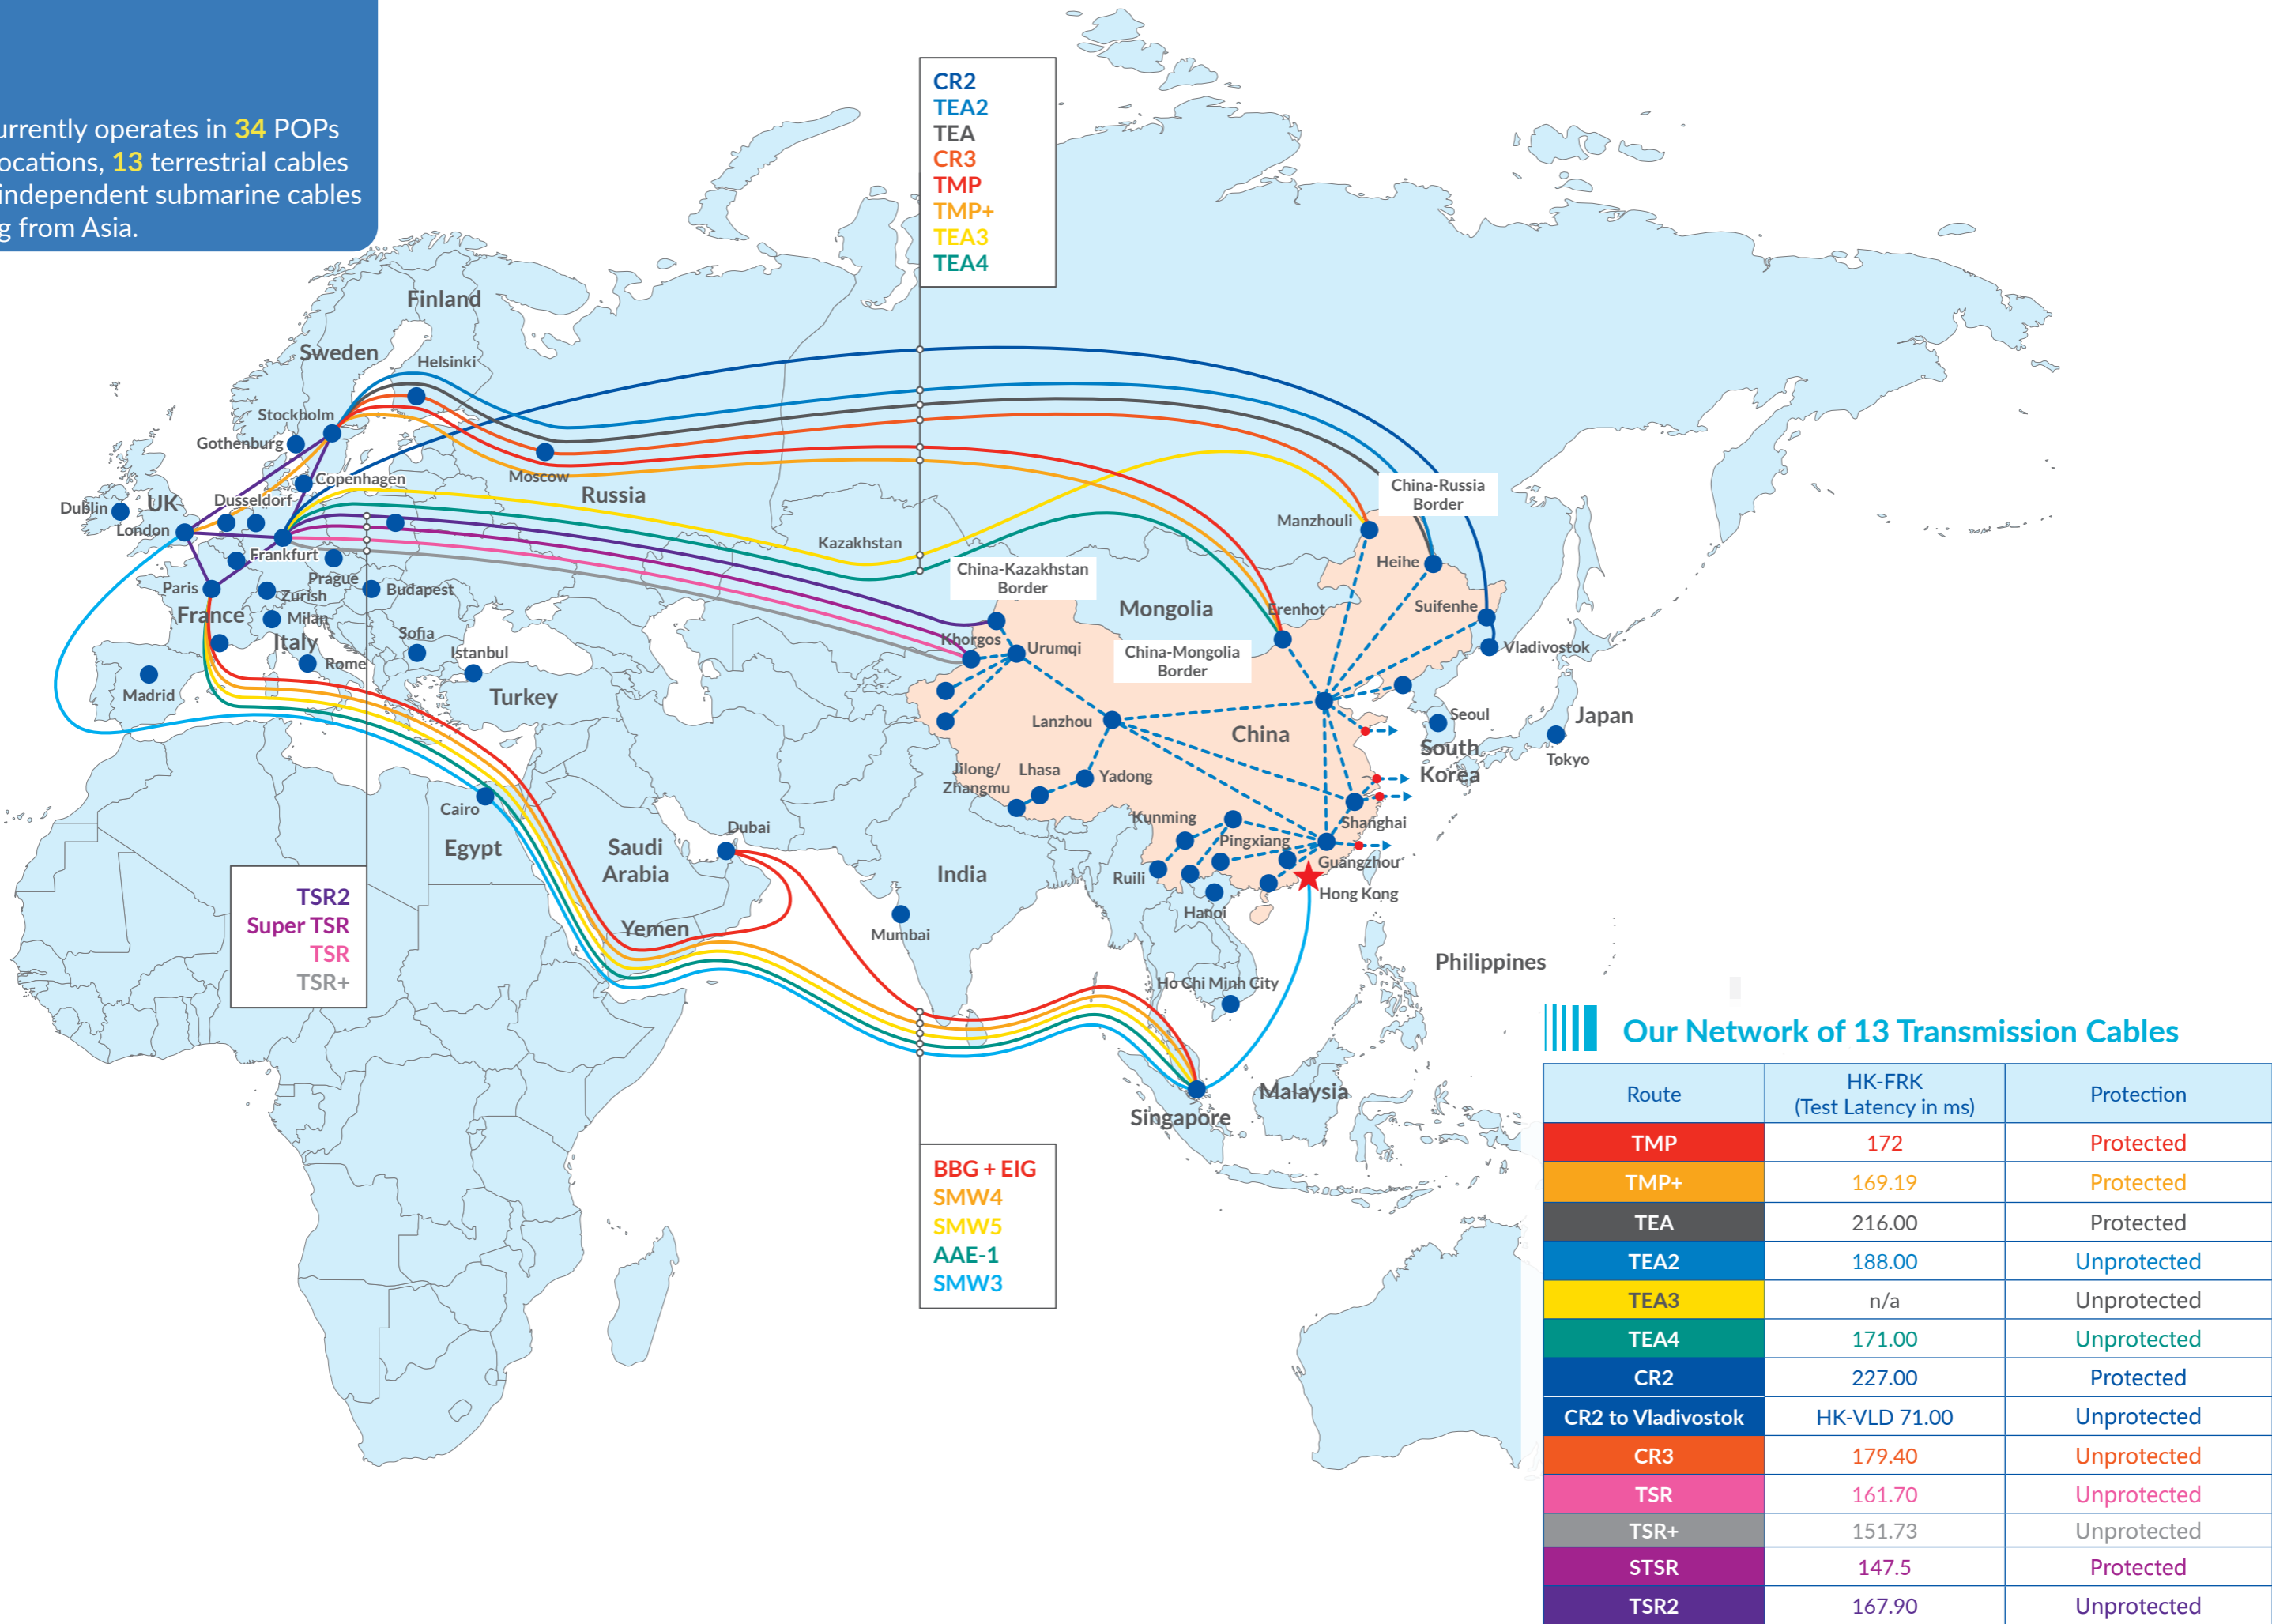 urrently operates in 34 POPs
ocations, 13 terrestrial cables
independent submarine cables
g from Asia.
CR2
TEA2
TEA
CR3
TMP
TMP+
TEA3
TEA4
Finland
Sweden
Helsinki
Stockholm
Gothenburg
Moscow
Copenhagen
Russia
Dusseldorf
Dublin
UK
London
Frankfurt
Kazakhstan
China-Russia
Border
Manzhouli
Heihe
China-Kazakhstan
Border
Prague
Paris
Zurish
Budapest
France
Milan
Italy
Sofia
Istanbul
Rome
Madrid
Turkey
Mongolia
Erenhot
Suifenhe
Vladivostok
Khorgos
Urumqi
China-Mongolia
Border
Lanzhou
China
Seoul
South
Korea
Japan
Tokyo
Jilong/
Zhangmu
Lhasa
Yadong
Cairo
Egypt
Dubai
Saudi
Arabia
India
Kunming
Pingxiang
Shanghai
Guangzhou
Ruili
Hong Kong
Hanoi
TSR2
Super TSR
TSR
TSR+
Yemen
Mumbai
Philippines
Ho Chi Minh City
Malaysia
Singapore
BBG + EIG
SMW4
SMW5
AAE-1
SMW3
Our Network of 13 Transmission Cables
Route HK-FRK (Test Latency in ms) Protection
TMP 172 Protected
TMP+ 169.19 Protected
TEA 216.00 Protected
TEA2 188.00 Unprotected
TEA3 n/a Unprotected
TEA4 171.00 Unprotected
CR2 227.00 Protected
CR2 to Vladivostok HK-VLD 71.00 Unprotected
CR3 179.40 Unprotected
TSR 161.70 Unprotected
TSR+ 151.73 Unprotected
STSR 147.5 Protected
TSR2 167.90 Unprotected